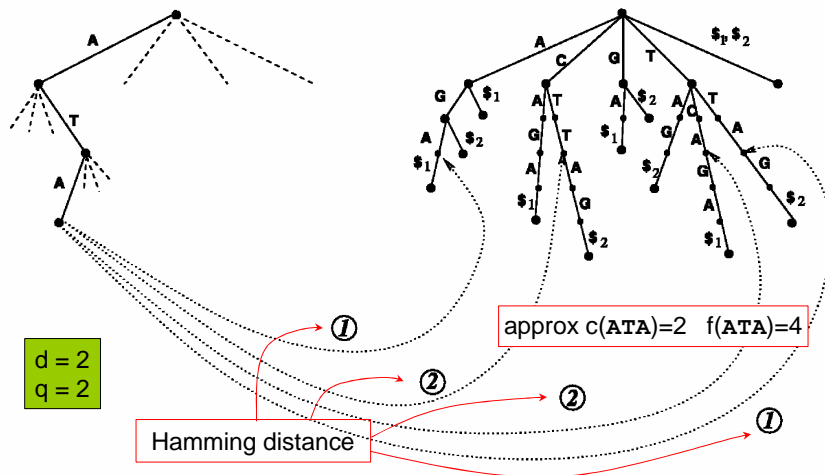 A
T
A
A
C
G
T
$₁,$₂
G
$₁
A
$₂
$₁
A
G
A
$₁
T
T
A
G
$₂
A
$₁
$₂
A
G
$₂
C
A
G
A
$₁
T
A
G
$₂
approx c(ATA)=2 f(ATA)=4
①
②
②
①
d = 2
q = 2
Hamming distance